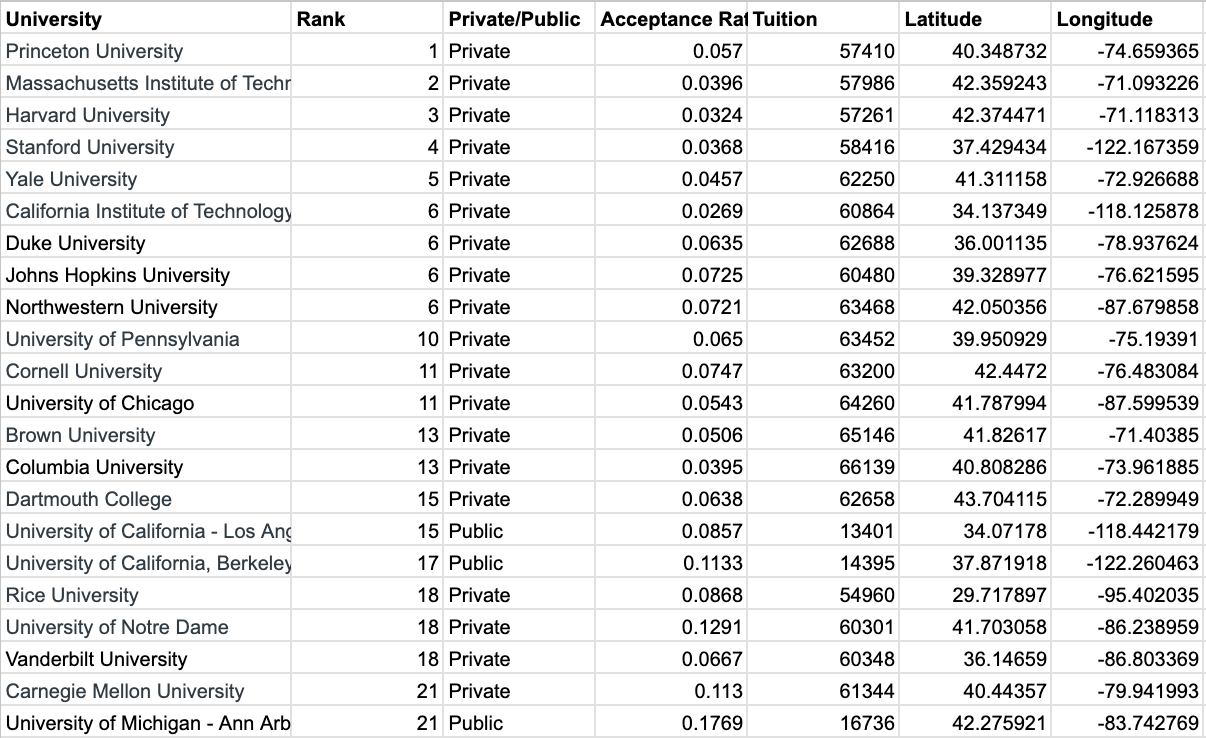 University Rank Private/Public Acceptance Rat Tuition Latitude Longitude
Princeton University 1 Private 0.057 57410 40.348732 -74.659365
Massachusetts Institute of Techr 2 Private 0.0396 57986 42.359243 -71.093226
Harvard University 3 Private 0.0324 57261 42.374471 -71.118313
Stanford University 4 Private 0.0368 58416 37.429434 -122.167359
Yale University 5 Private 0.0457 62250 41.311158 -72.926688
California Institute of Technology 6 Private 0.0269 60864 34.137349 -118.125878
Duke University 6 Private 0.0635 62688 36.001135 -78.937624
Johns Hopkins University 6 Private 0.0725 60480 39.328977 -76.621595
Northwestern University 6 Private 0.0721 63468 42.050356 -87.679858
University of Pennsylvania 10 Private 0.065 63452 39.950929 -75.19391
Cornell University 11 Private 0.0747 63200 42.4472 -76.483084
University of Chicago 11 Private 0.0543 64260 41.787994 -87.599539
Brown University 13 Private 0.0506 65146 41.82617 -71.40385
Columbia University 13 Private 0.0395 66139 40.808286 -73.961885
Dartmouth College 15 Private 0.0638 62658 43.704115 -72.289949
University of California - Los Ang 15 Public 0.0857 13401 34.07178 -118.442179
University of California, Berkeley 17 Public 0.1133 14395 37.871918 -122.260463
Rice University 18 Private 0.0868 54960 29.717897 -95.402035
University of Notre Dame 18 Private 0.1291 60301 41.703058 -86.238959
Vanderbilt University 18 Private 0.0667 60348 36.14659 -86.803369
Carnegie Mellon University 21 Private 0.113 61344 40.44357 -79.941993
University of Michigan - Ann Arb 21 Public 0.1769 16736 42.275921 -83.742769